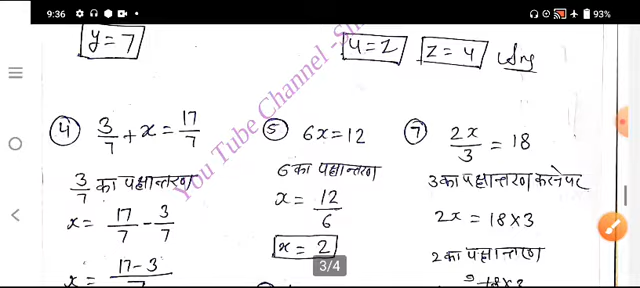 9:36
93%
y = 7
u = 2
z = 4
Ans
You Tube Channel -S
④ 3/7 + x = 17/7
3/7 का पक्षान्तरण
x = 17/7 - 3/7
x = 17-3/7
⑤ 6x = 12
6 का पक्षान्तरण
x = 12/6
x = 2
3/4
⑦ 2x/3 = 18
3 का पक्षान्तरण करने पर
2x = 18 x 3
2 का पक्षान्तरण